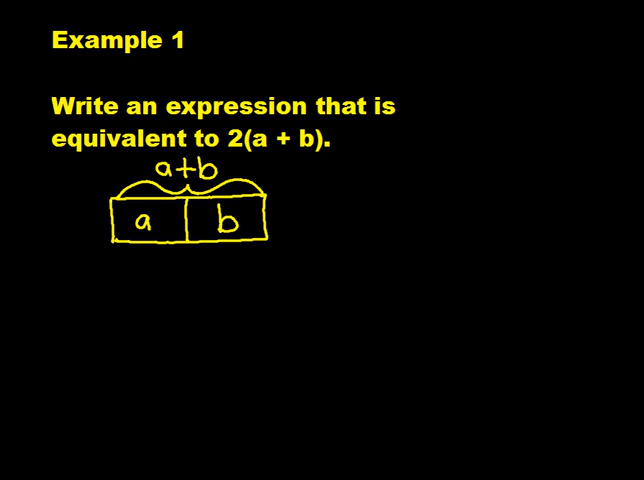 Example 1
Write an expression that is
equivalent to 2(a + b).
a+b
a b